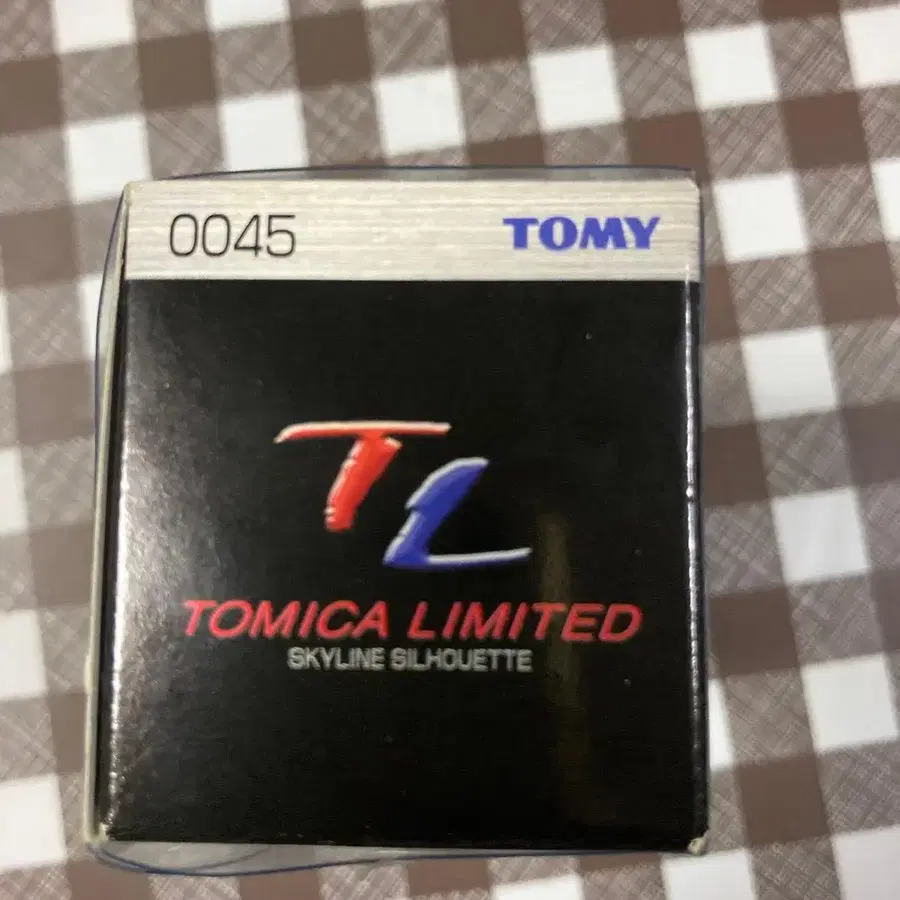 0045 TOMY
TL
TOMICA LIMITED
SKYLINE SILHOUETTE